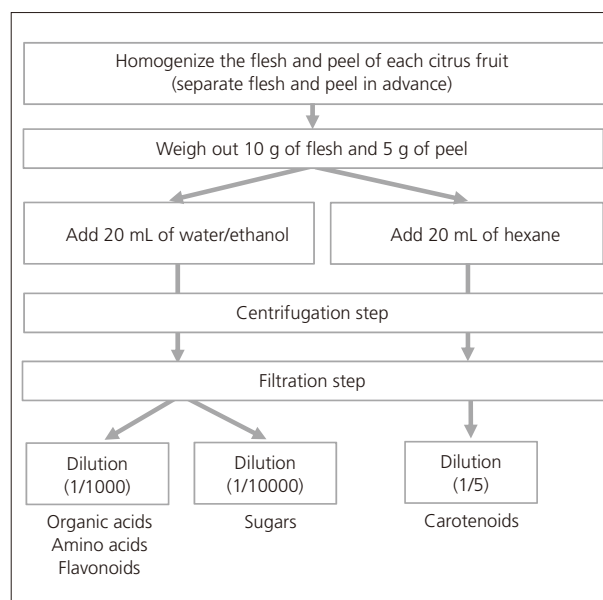 Homogenize the flesh and peel of each citrus fruit
(separate flesh and peel in advance)
Weigh out 10 g of flesh and 5 g of peel
Add 20 mL of water/ethanol
Add 20 mL of hexane
Centrifugation step
Filtration step
Dilution
(1/1000)
Dilution
(1/10000)
Dilution
(1/5)
Organic acids
Amino acids
Flavonoids
Sugars
Carotenoids